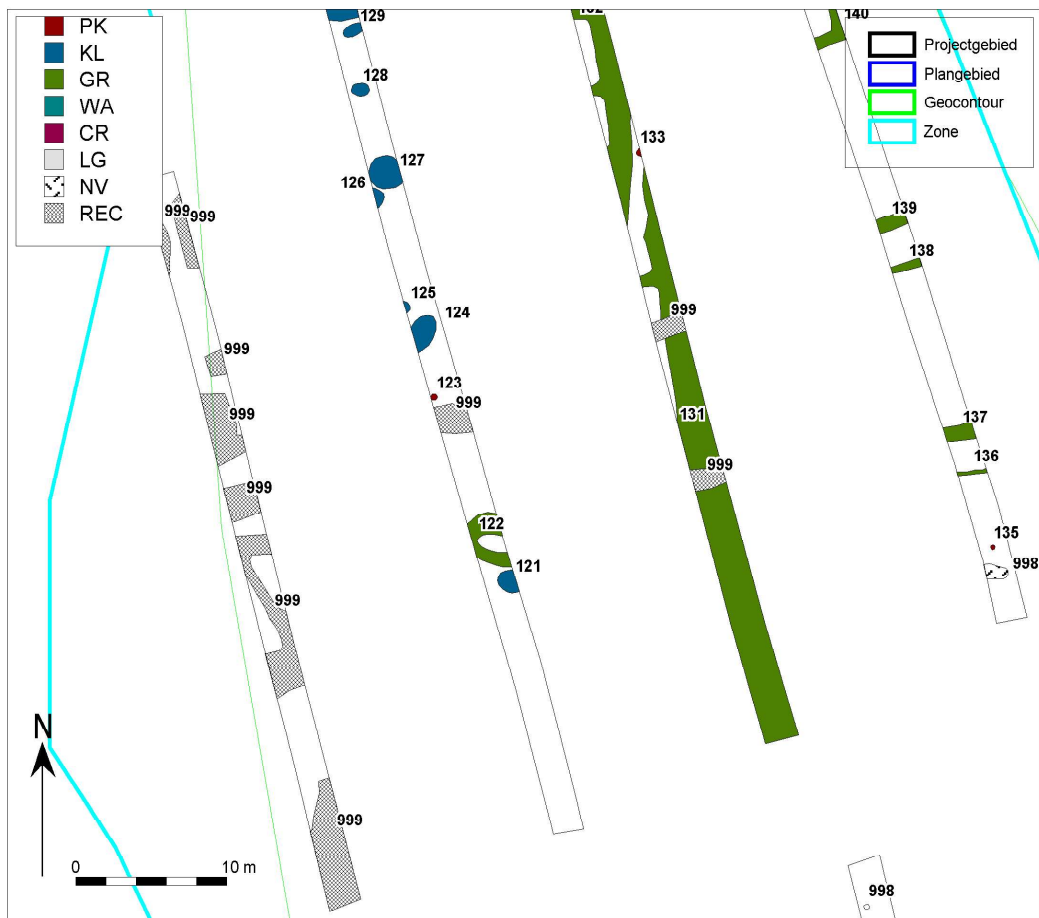 PK
KL
GR
WA
CR
LG
NV
REC
Projectgebied
Plangebied
Geocontour
Zone
129
128
127
126
125
124
123
999
122
121
133
999
131
999
140
139
138
137
136
135
998
999
999
999
999
999
999
999
998
N
0
10 m